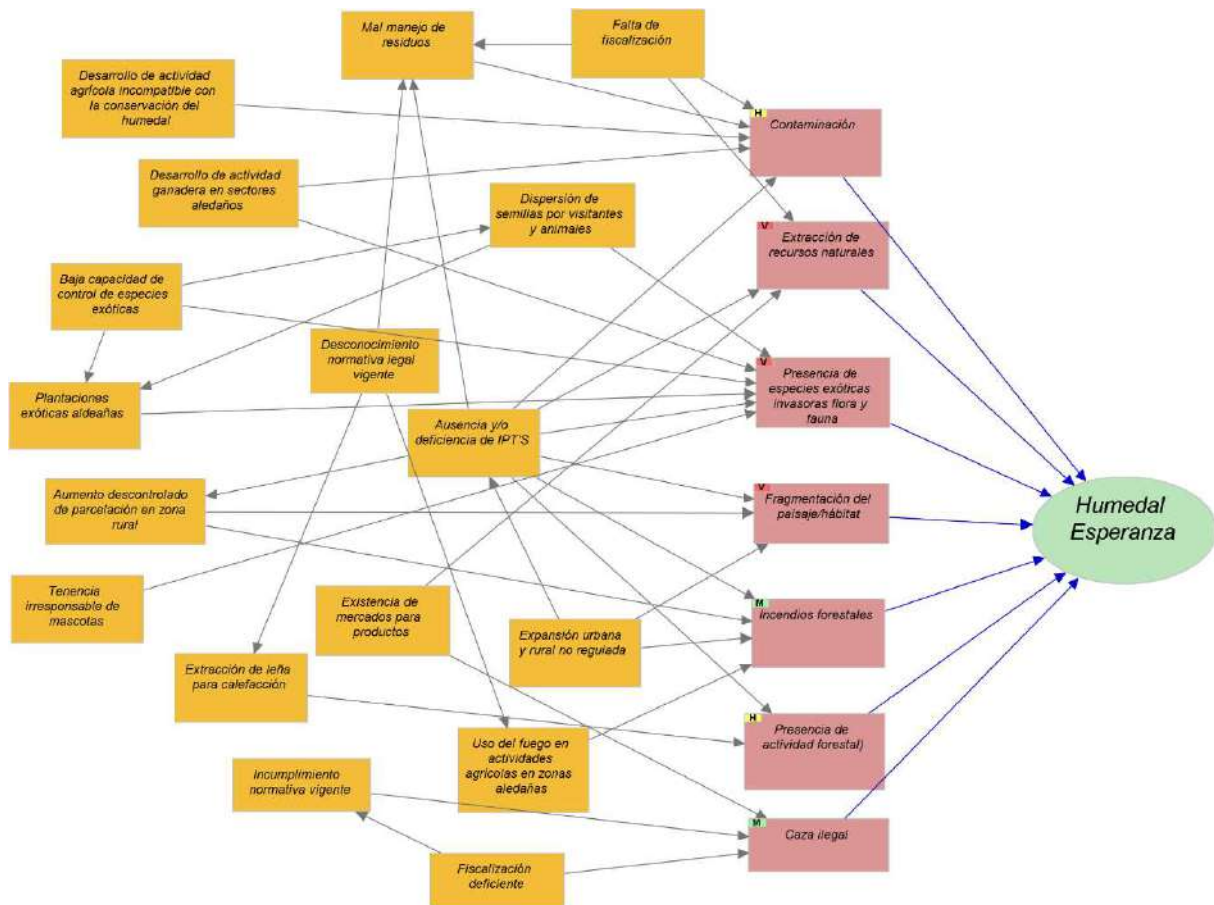 Mal manejo de
residuos
Falta de
fiscalización
Desarrollo de actividad
agrícola incompatible con
la conservación del
humedal
H
Contaminación
Desarrollo de actividad
ganadera en sectores
aledaños
Dispersión de
semillas por visitantes
y animales
V
Extracción de
recursos naturales
Baja capacidad de
control de especies
exóticas
Desconocimiento
normativa legal
vigente
V
Presencia de
especies exóticas
invasoras flora y
fauna
Plantaciones
exóticas aldeañas
Ausencia y/o
deficiencia de IPT'S
Aumento descontrolado
de parcelación en zona
rural
V
Fragmentación del
paisaje/hábitat
Humedal
Esperanza
Tenencia
irresponsable de
mascotas
Existencia de
mercados para
productos
Expansión urbana
y rural no regulada
M
Incendios forestales
Extracción de leña
para calefacción
Uso del fuego en
actividades
agrícolas en zonas
aledañas
H
Presencia de
actividad forestal)
Incumplimiento
normativa vigente
M
Caza ilegal
Fiscalización
deficiente